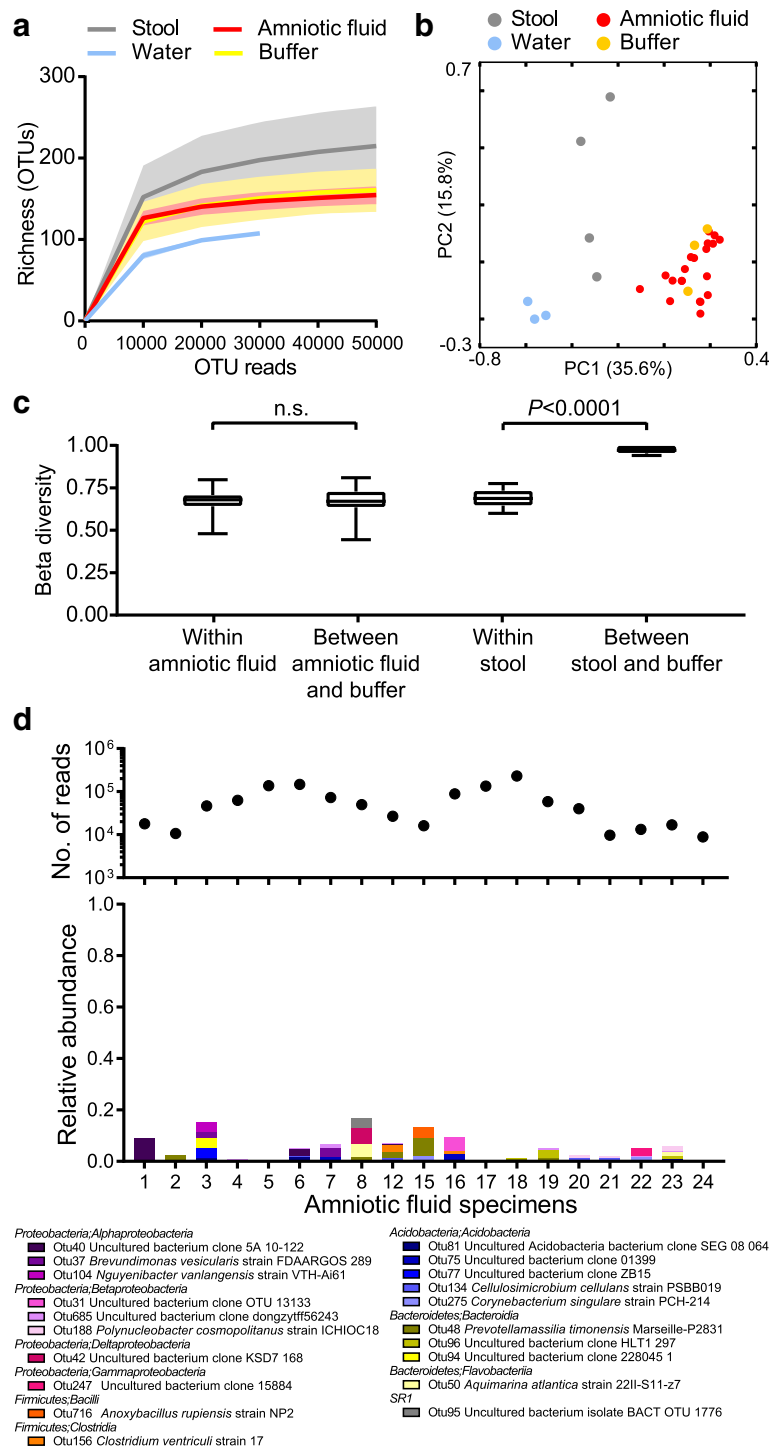 a
Stool
Amniotic fluid
Water
Buffer
300
200
100
0
Richness (OTUs)
0 10000 20000 30000 40000 50000
OTU reads
b
Stool
Amniotic fluid
Water
Buffer
0.7
-0.3
PC2 (15.8%)
-0.8
0.4
PC1 (35.6%)
c
n.s.
P<0.0001
1.00
0.75
0.50
0.25
0.00
Beta diversity
Within amniotic fluid
Between amniotic fluid and buffer
Within stool
Between stool and buffer
d
10⁶
10⁵
10⁴
10³
No. of reads
1.0
0.8
0.6
0.4
0.2
0.0
Relative abundance
1 2 3 4 5 6 7 8 12 15 16 17 18 19 20 21 22 23 24
Amniotic fluid specimens
Proteobacteria;Alphaproteobacteria
Otu40 Uncultured bacterium clone 5A 10-122
Otu37 Brevundimonas vesicularis strain FDAARGOS 289
Otu104 Nguyenibacter vanlangensis strain VTH-Ai61
Proteobacteria;Betaproteobacteria
Otu31 Uncultured bacterium clone OTU 13133
Otu685 Uncultured bacterium clone dongzytff56243
Otu188 Polynucleobacter cosmopolitanus strain ICHIOC18
Proteobacteria;Deltaproteobacteria
Otu42 Uncultured bacterium clone KSD7 168
Proteobacteria;Gammaproteobacteria
Otu247 Uncultured bacterium clone 15884
Firmicutes;Bacilli
Otu716 Anoxybacillus rupiensis strain NP2
Firmicutes;Clostridia
Otu156 Clostridium ventriculi strain 17
Acidobacteria;Acidobacteria
Otu81 Uncultured Acidobacteria bacterium clone SEG 08 064
Otu75 Uncultured bacterium clone 01399
Otu77 Uncultured bacterium clone ZB15
Otu134 Cellulosimicrobium cellulans strain PSBB019
Otu275 Corynebacterium singulare strain PCH-214
Bacteroidetes;Bacteroidia
Otu48 Prevotellamassilia timonensis Marseille-P2831
Otu96 Uncultured bacterium clone HLT1 297
Otu94 Uncultured bacterium clone 228045 1
Bacteroidetes;Flavobacteriia
Otu50 Aquimarina atlantica strain 22II-S11-z7
SR1
Otu95 Uncultured bacterium isolate BACT OTU 1776